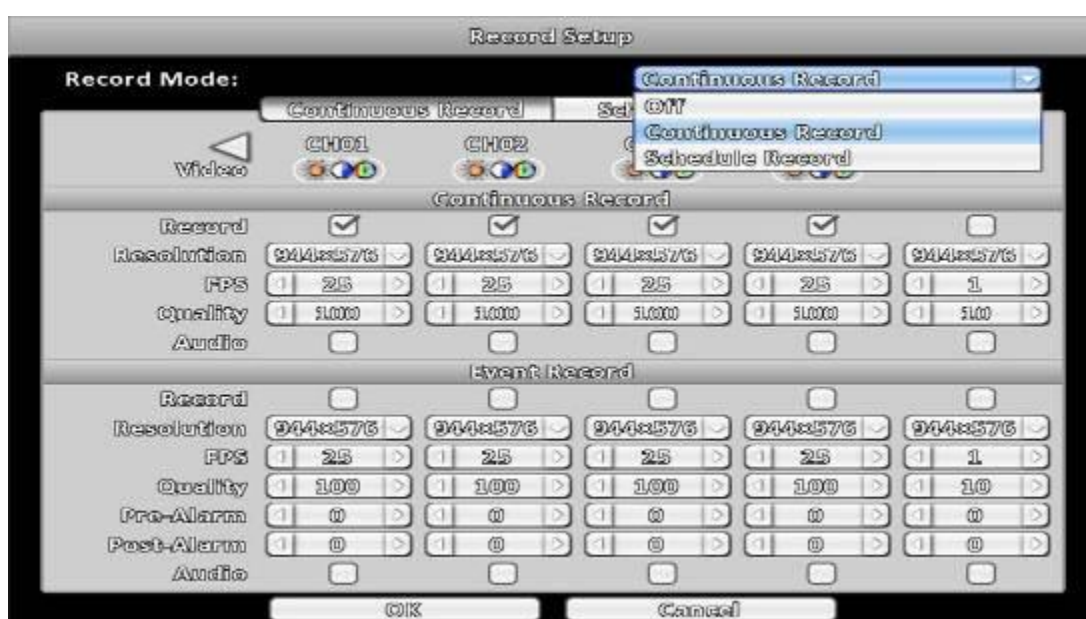 Record Setup
Record Mode: Continuous Record
Off
Continuous Record
Schedule Record
Continuous Record
CH01 CH02
Video
Continuous Record
Record
Resolution 944x576 944x576 944x576 944x576 944x576
FPS 25 25 25 25 1
Quality 100 100 100 100 10
Audio
Event Record
Record
Resolution 944x576 944x576 944x576 944x576 944x576
FPS 25 25 25 25 1
Quality 100 100 100 100 10
Pre-Alarm 0 0 0 0 0
Post-Alarm 0 0 0 0 0
Audio
OK Cancel